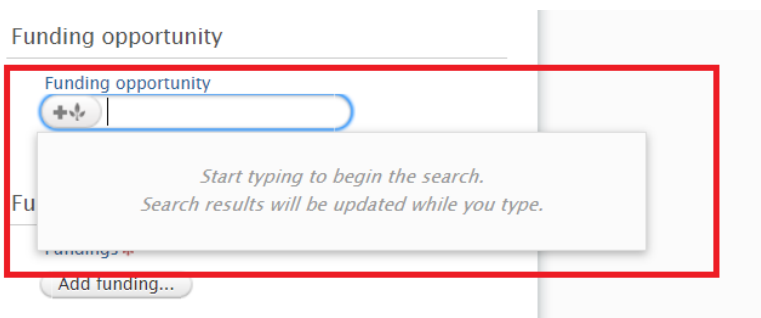 Funding opportunity
Funding opportunity
Start typing to begin the search.
Fu
Search results will be updated while you type.
Fundings *
Add funding...